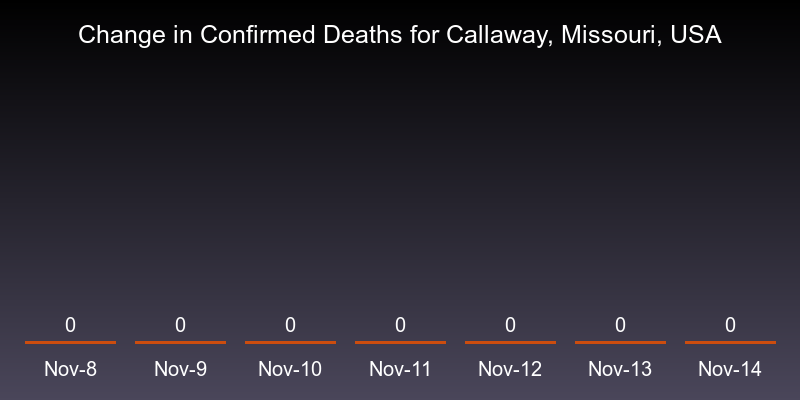 Change in Confirmed Deaths for Callaway, Missouri, USA
0 0 0 0 0 0 0
Nov-8 Nov-9 Nov-10 Nov-11 Nov-12 Nov-13 Nov-14